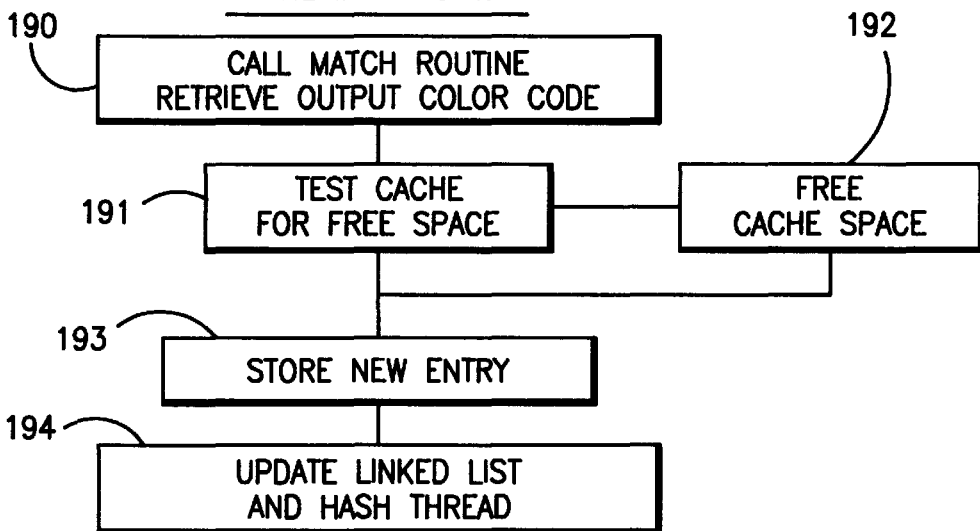 190
192
CALL MATCH ROUTINE
RETRIEVE OUTPUT COLOR CODE
191
TEST CACHE
FOR FREE SPACE
FREE
CACHE SPACE
193
STORE NEW ENTRY
194
UPDATE LINKED LIST
AND HASH THREAD